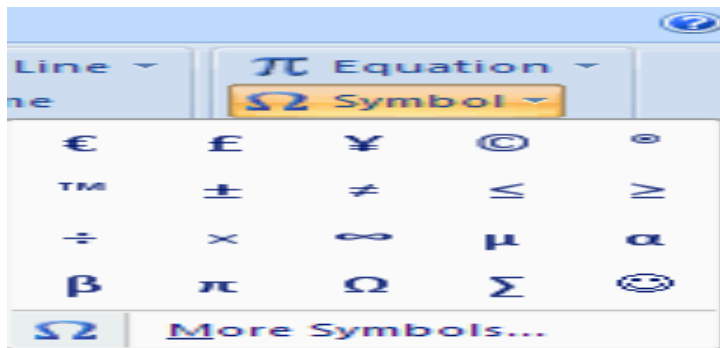 Line
π Equation
ne
Ω Symbol
€ £ ¥ © °
™ ± ≠ ≤ ≥
÷ × ∞ µ α
β π Ω Σ ☺
Ω More Symbols...